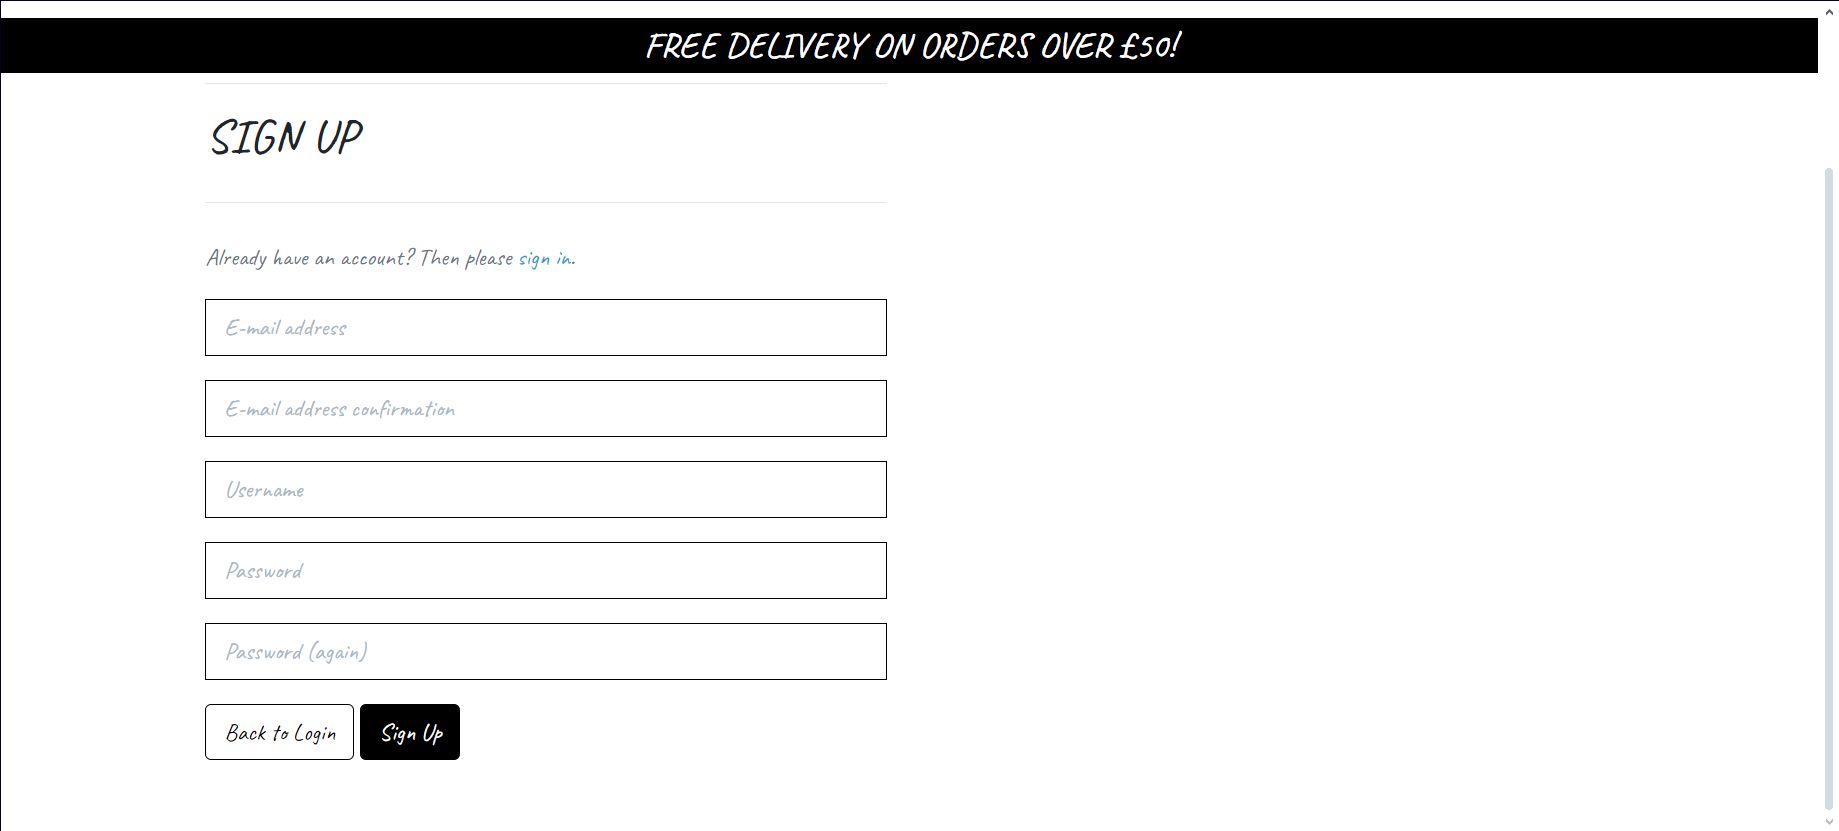 FREE DELIVERY ON ORDERS OVER £50!
SIGN UP
Already have an account? Then please sign in.
E-mail address
E-mail address confirmation
Username
Password
Password (again)
Back to Login Sign Up